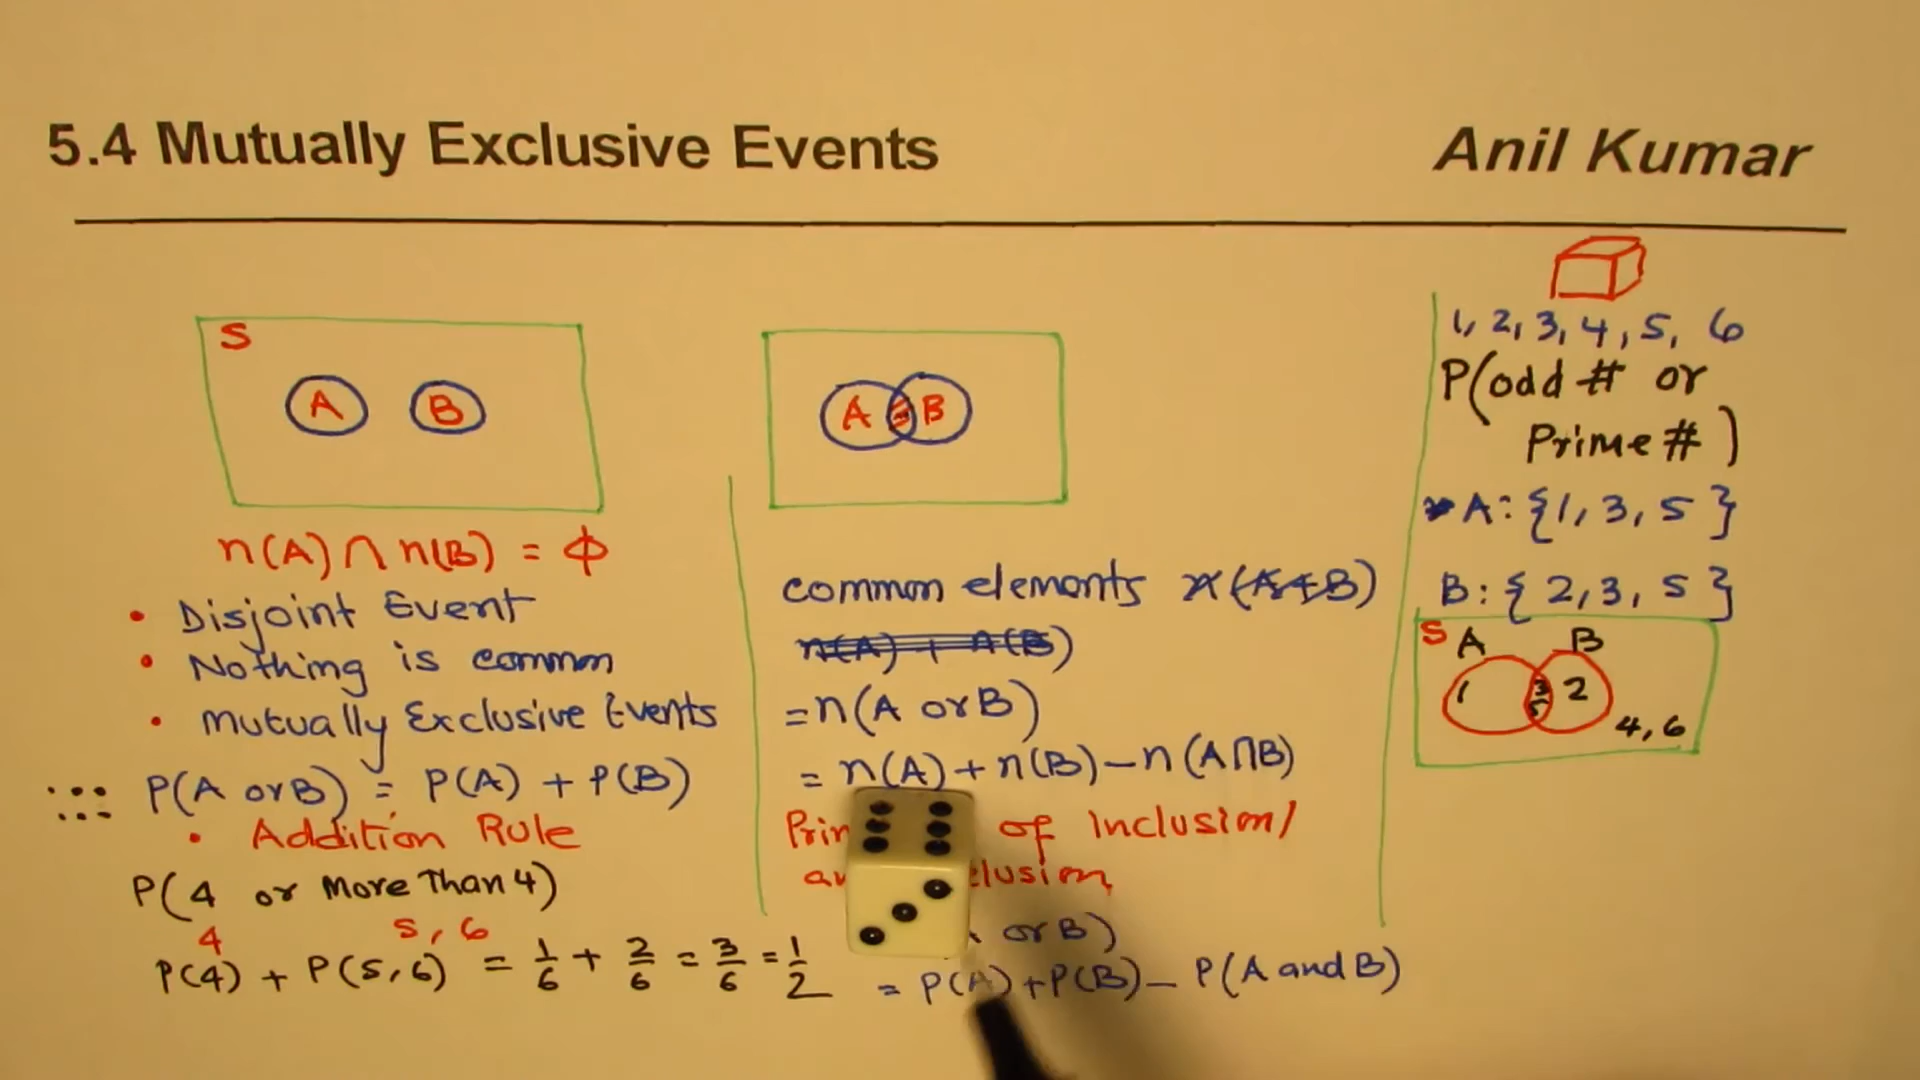 5.4 Mutually Exclusive Events
Anil Kumar
S
A
B
n(A) ∩ n(B) = ϕ
• Disjoint Event
• Nothing is common
• Mutually Exclusive Events
P(A or B) = P(A) + P(B)
• Addition Rule
P(4 or More Than 4)
4 5, 6
P(4) + P(5,6) = 1/6 + 2/6 = 3/6 = 1/2
A B
common elements
= n(A or B)
= n(A) + n(B) − n(A∩B)
of Inclusion/
or B)
= P(A) + P(B) − P(A and B)
1, 2, 3, 4, 5, 6
P(odd # or
Prime #)
A: {1, 3, 5}
B: {2, 3, 5}
S A B
1 3 5 2
4, 6